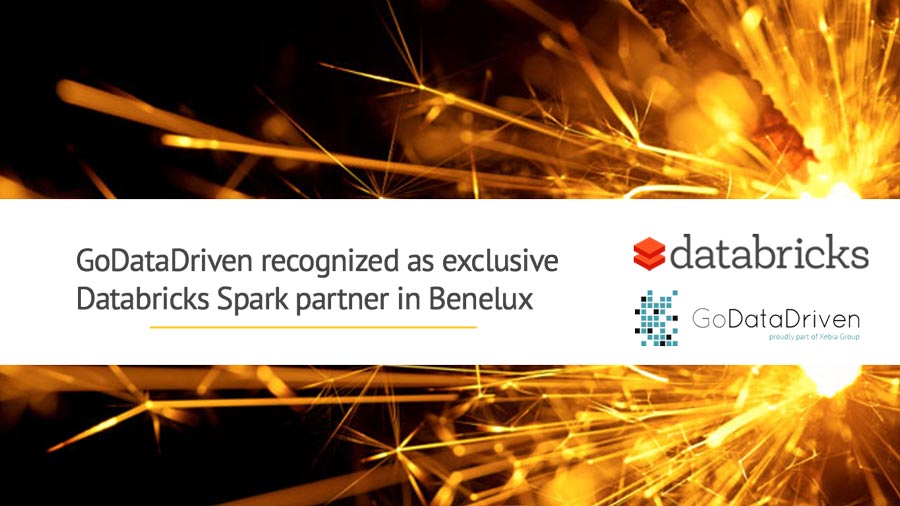 GoDataDriven recognized as exclusive
Databricks Spark partner in Benelux
databricks
GoDataDriven
proudly part of Xebia Group